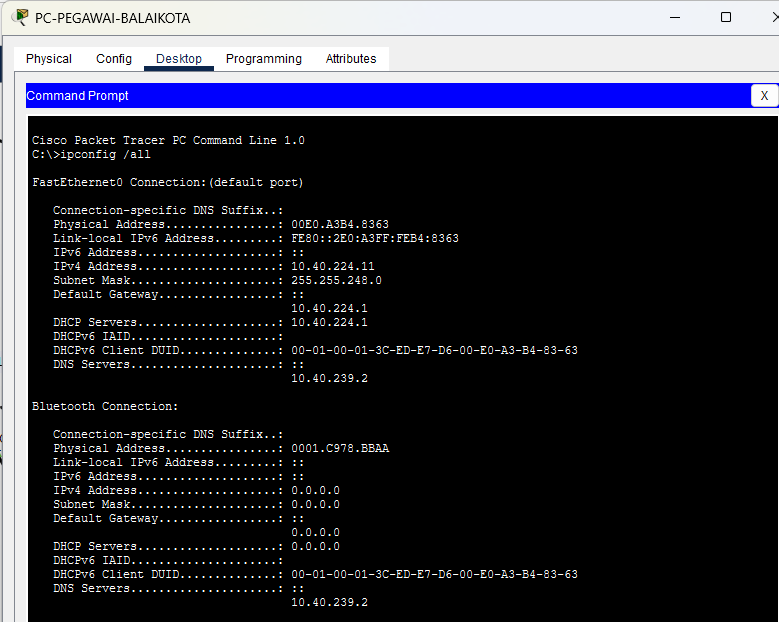 PC-PEGAWAI-BALAIKOTA
Physical Config Desktop Programming Attributes
Command Prompt X
Cisco Packet Tracer PC Command Line 1.0
C:\>ipconfig /all
FastEthernet0 Connection:(default port)
Connection-specific DNS Suffix..:
Physical Address................: 00E0.A3B4.8363
Link-local IPv6 Address.........: FE80::2E0:A3FF:FEB4:8363
IPv6 Address....................: ::
IPv4 Address....................: 10.40.224.11
Subnet Mask.....................: 255.255.248.0
Default Gateway.................: ::
10.40.224.1
DHCP Servers....................: 10.40.224.1
DHCPv6 IAID.....................:
DHCPv6 Client DUID..............: 00-01-00-01-3C-ED-E7-D6-00-E0-A3-B4-83-63
DNS Servers.....................: ::
10.40.239.2
Bluetooth Connection:
Connection-specific DNS Suffix..:
Physical Address................: 0001.C978.BBAA
Link-local IPv6 Address.........: ::
IPv6 Address....................: ::
IPv4 Address....................: 0.0.0.0
Subnet Mask.....................: 0.0.0.0
Default Gateway.................: ::
0.0.0.0
DHCP Servers....................: 0.0.0.0
DHCPv6 IAID.....................:
DHCPv6 Client DUID..............: 00-01-00-01-3C-ED-E7-D6-00-E0-A3-B4-83-63
DNS Servers.....................: ::
10.40.239.2